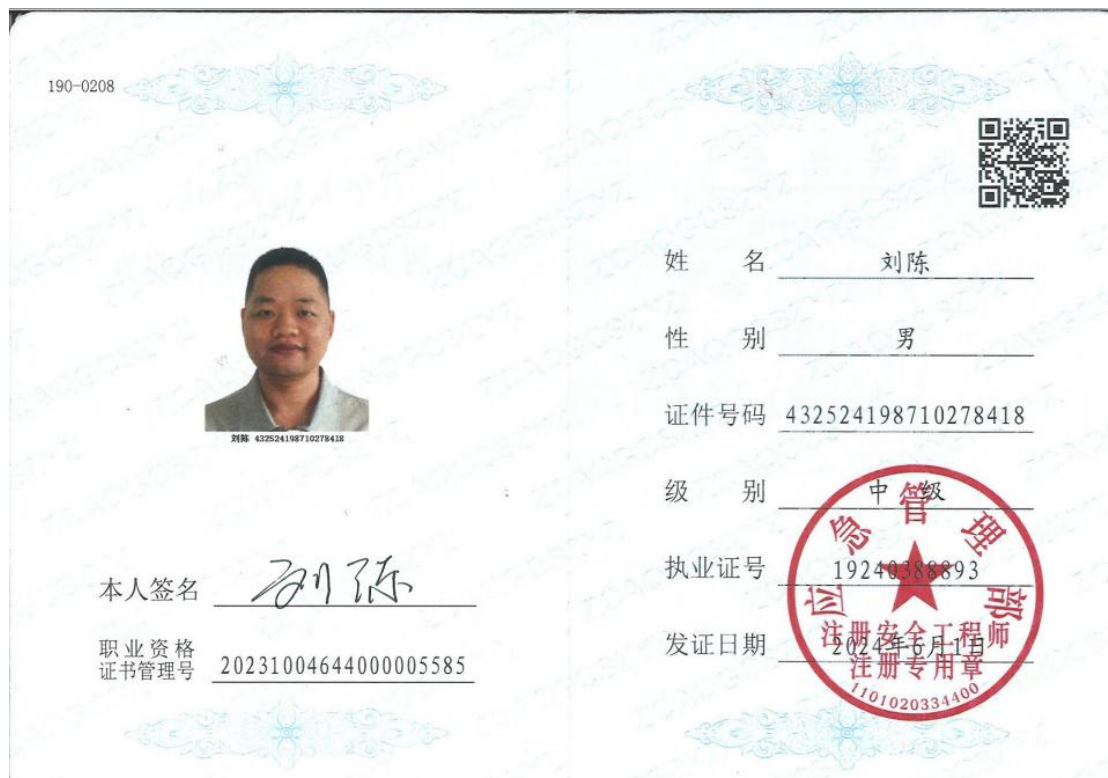 190-0208
刘陈 432524198710278418
本人签名 刘陈
职业资格
证书管理号 20231004644000005585
姓 名 刘陈
性 别 男
证件号码 432524198710278418
级 别 中级
执业证号 19240388893
发证日期 2024年6月1日
应急管理部
注册安全工程师
注册专用章
1101020334400